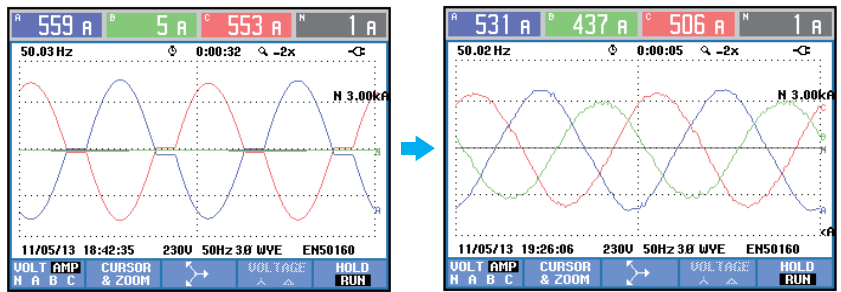 A 559 A B 5 A C 553 A N 1 A
50.03 Hz 0:00:32 -2x
N 3.00kA
N
A
11/05/13 18:42:35 230V 50Hz 3Ø WYE EN50160
VOLT AMP CURSOR VOLTAGE HOLD
N A B C & ZOOM RUN
A 531 A B 437 A C 506 A N 1 A
50.02 Hz 0:00:05 -2x
N 3.00kA
C
B
N
A
<A
11/05/13 19:26:06 230V 50Hz 3Ø WYE EN50160
VOLT AMP CURSOR VOLTAGE HOLD
N A B C & ZOOM RUN